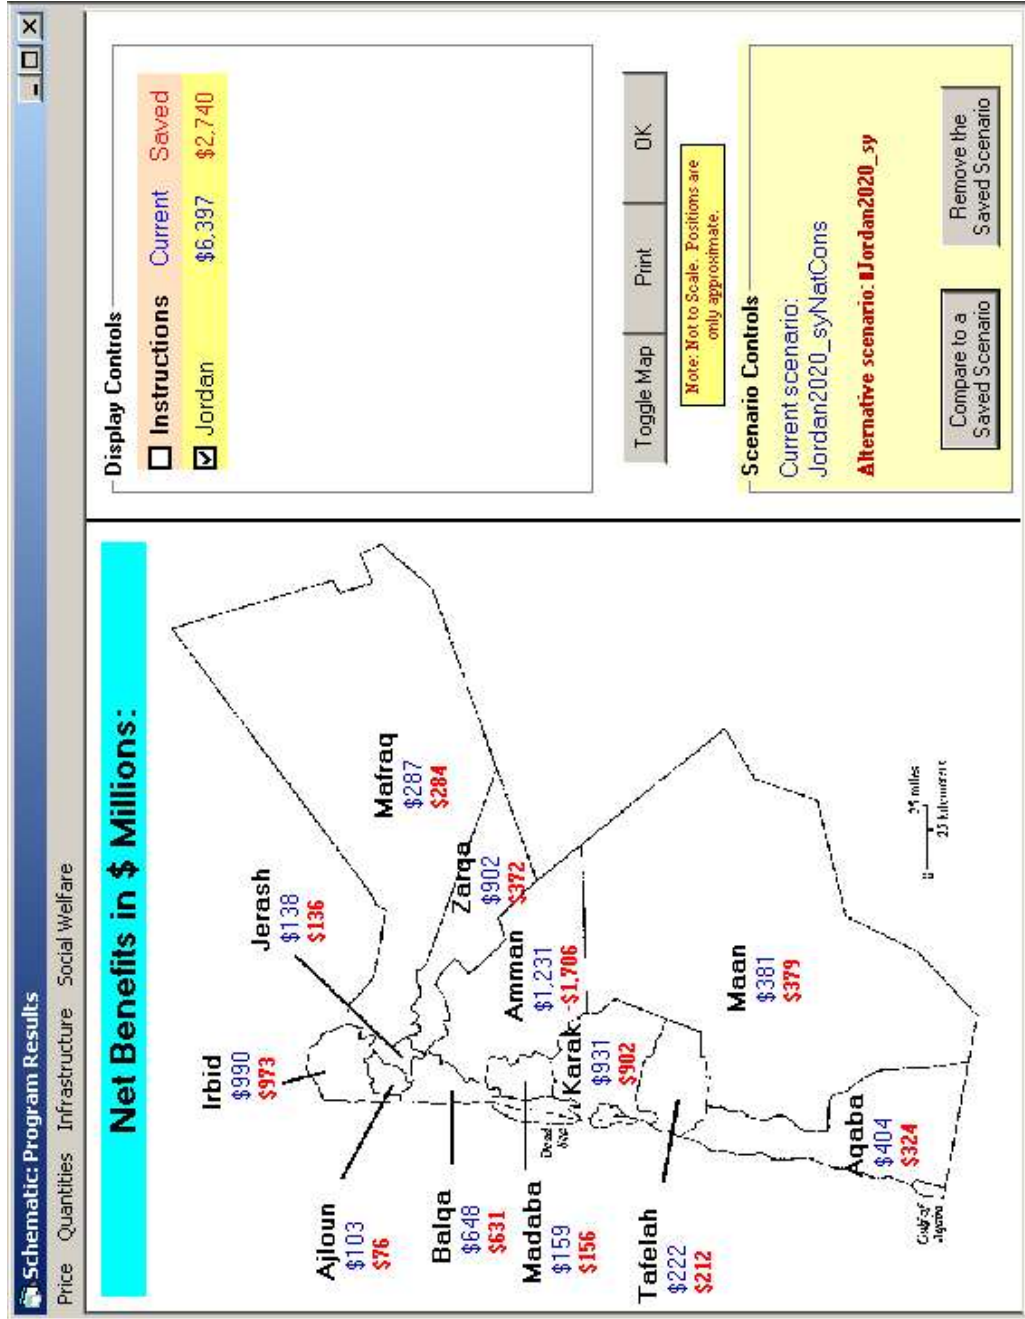 Schematic: Program Results
Price Quantities Infrastructure Social Welfare
Net Benefits in $ Millions:
Irbid
$990
$973
Jerash
$138
$136
Ajloun
$103
$76
Mafraq
$287
$284
Balqa
$648
$631
Zarqa
$902
$372
Amman
$1,231
-$1,706
Madaba
$159
$156
Dead
Sea
Karak
$931
$902
Tafelah
$222
$212
Maan
$381
$379
Aqaba
$404
$324
Gulf of
Aqaba
0 25 miles
25 kilometers
Display Controls
Instructions Current Saved
Jordan $6,397 $2,740
Toggle Map Print OK
Note: Not to Scale. Positions are
only approximate.
Scenario Controls
Current scenario:
Jordan2020_syNatCons
Alternative scenario: Jordan2020_sy
Compare to a
Saved Scenario
Remove the
Saved Scenario